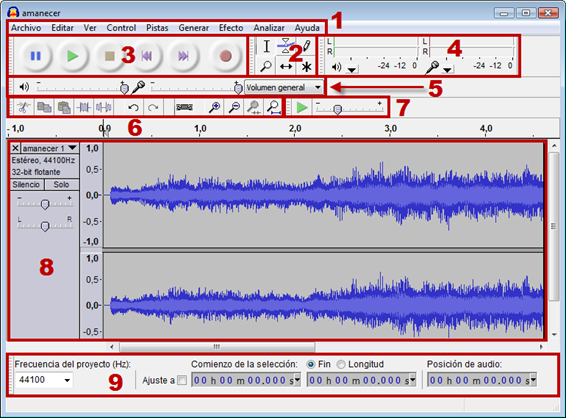 amanecer
Archivo Editar Ver Control Pistas Generar Efecto Analizar Ayuda
1
3
2
4
L
R
-24 -12 0
L
R
-24 -12 0
- +
- +
Volumen general
5
6
- +
7
- 1,0 0,0 1,0 2,0 3,0 4,0
X amanecer 1
Estéreo, 44100Hz
32-bit flotante
Silencio Solo
- +
L R
8
1,0
0,5
0,0
-0,5
-1,0
1,0
0,5
0,0
-0,5
Frecuencia del proyecto (Hz):
44100
9
Ajuste a
Comienzo de la selección:
Fin Longitud
Posición de audio:
00 h 00 m 00.000 s
00 h 00 m 00.000 s
00 h 00 m 00.000 s